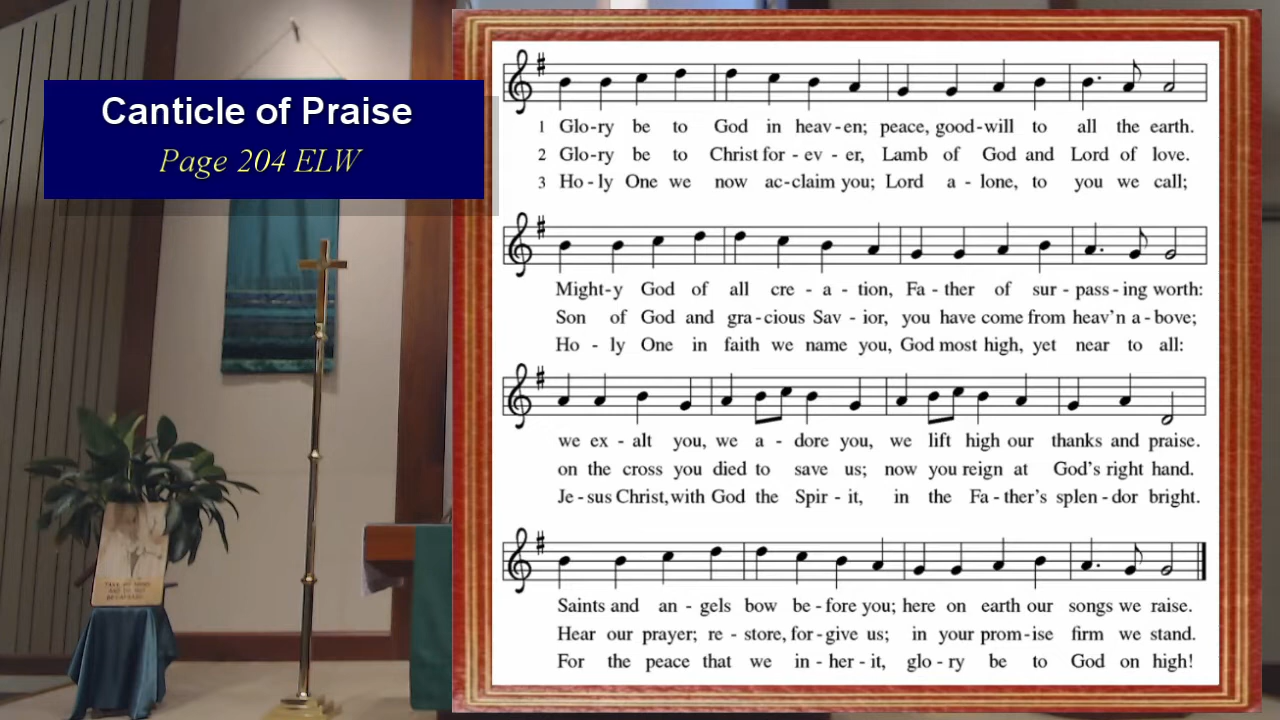 Canticle of Praise
Page 204 ELW
1 Glo-ry be to God in heav-en; peace, good-will to all the earth.
2 Glo-ry be to Christ for-ev-er, Lamb of God and Lord of love.
3 Ho-ly One we now ac-claim you; Lord a-lone, to you we call;
Might-y God of all cre-a-tion, Fa-ther of sur-pass-ing worth:
Son of God and gra-cious Sav-ior, you have come from heav'n a-bove;
Ho-ly One in faith we name you, God most high, yet near to all:
we ex-alt you, we a-dore you, we lift high our thanks and praise.
on the cross you died to save us; now you reign at God's right hand.
Je-sus Christ, with God the Spir-it, in the Fa-ther's splen-dor bright.
Saints and an-gels bow be-fore you; here on earth our songs we raise.
Hear our prayer; re-store, for-give us; in your prom-ise firm we stand.
For the peace that we in-her-it, glo-ry be to God on high!